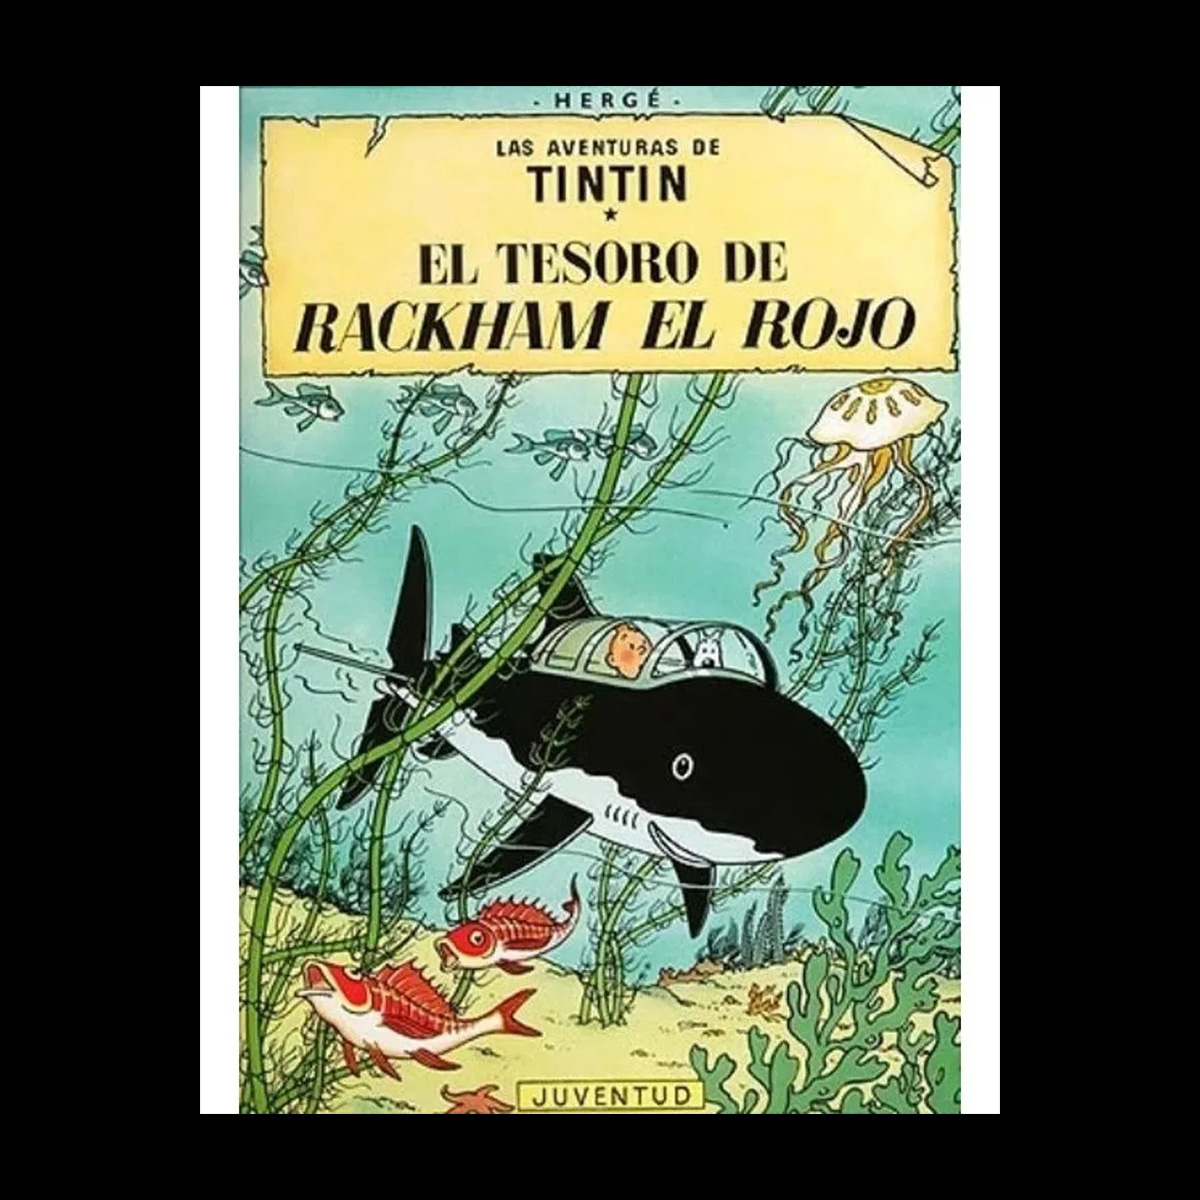 - HERGÉ -
LAS AVENTURAS DE
TINTIN
EL TESORO DE
RACKHAM EL ROJO
JUVENTUD